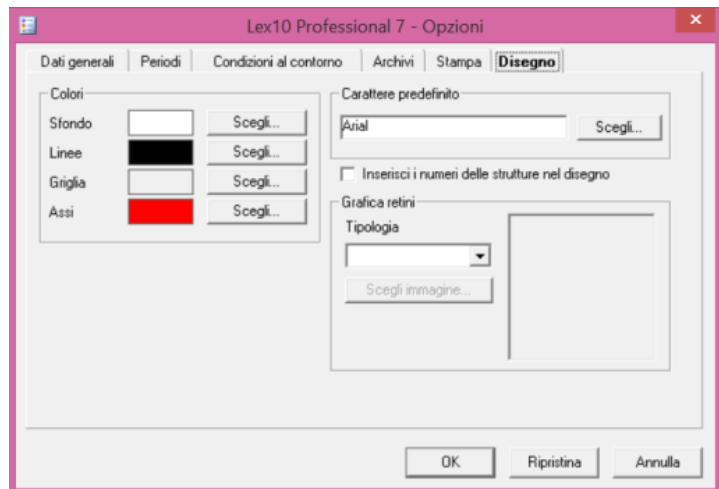 Lex10 Professional 7 - Opzioni
Dati generali Periodi Condizioni al contorno Archivi Stampa Disegno
Colori
Sfondo Scegli...
Linee Scegli...
Griglia Scegli...
Assi Scegli...
Carattere predefinito
Arial Scegli...
Inserisci i numeri delle strutture nel disegno
Grafica retini
Tipologia
Scegli immagine...
OK Ripristina Annulla